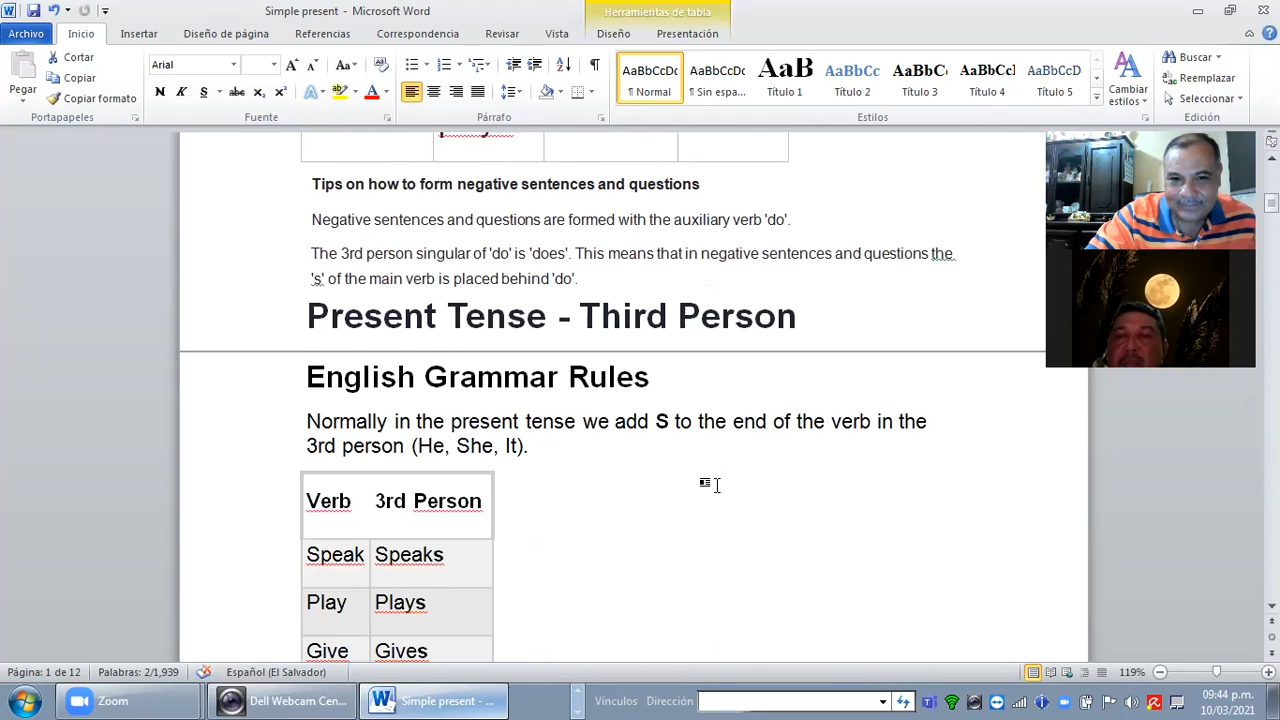 Simple present - Microsoft Word
Herramientas de tabla
Archivo Inicio Insertar Diseño de página Referencias Correspondencia Revisar Vista Diseño Presentación
Pegar
Cortar
Copiar
Copiar formato
Portapapeles
Arial
N K S abc x₂ x² A ab A
Aa
Fuente
Párrafo
AaBbCcDc
¶ Normal
AaBbCcDc
¶ Sin espa...
AaB
Título 1
AaBbCc
Título 2
AaBbCc
Título 3
AaBbCc
Título 4
AaBbCcD
Título 5
Cambiar
estilos
Estilos
Buscar
Reemplazar
Seleccionar
Edición
Tips on how to form negative sentences and questions
Negative sentences and questions are formed with the auxiliary verb 'do'.
The 3rd person singular of 'do' is 'does'. This means that in negative sentences and questions the
's' of the main verb is placed behind 'do'.
Present Tense - Third Person
English Grammar Rules
Normally in the present tense we add S to the end of the verb in the
3rd person (He, She, It).
Verb 3rd Person
Speak Speaks
Play Plays
Give Gives
Página: 1 de 12 Palabras: 2/1,939 Español (El Salvador) 119%
Zoom Dell Webcam Cen... Simple present - ... Vínculos Dirección 09:44 p.m.
10/03/2021